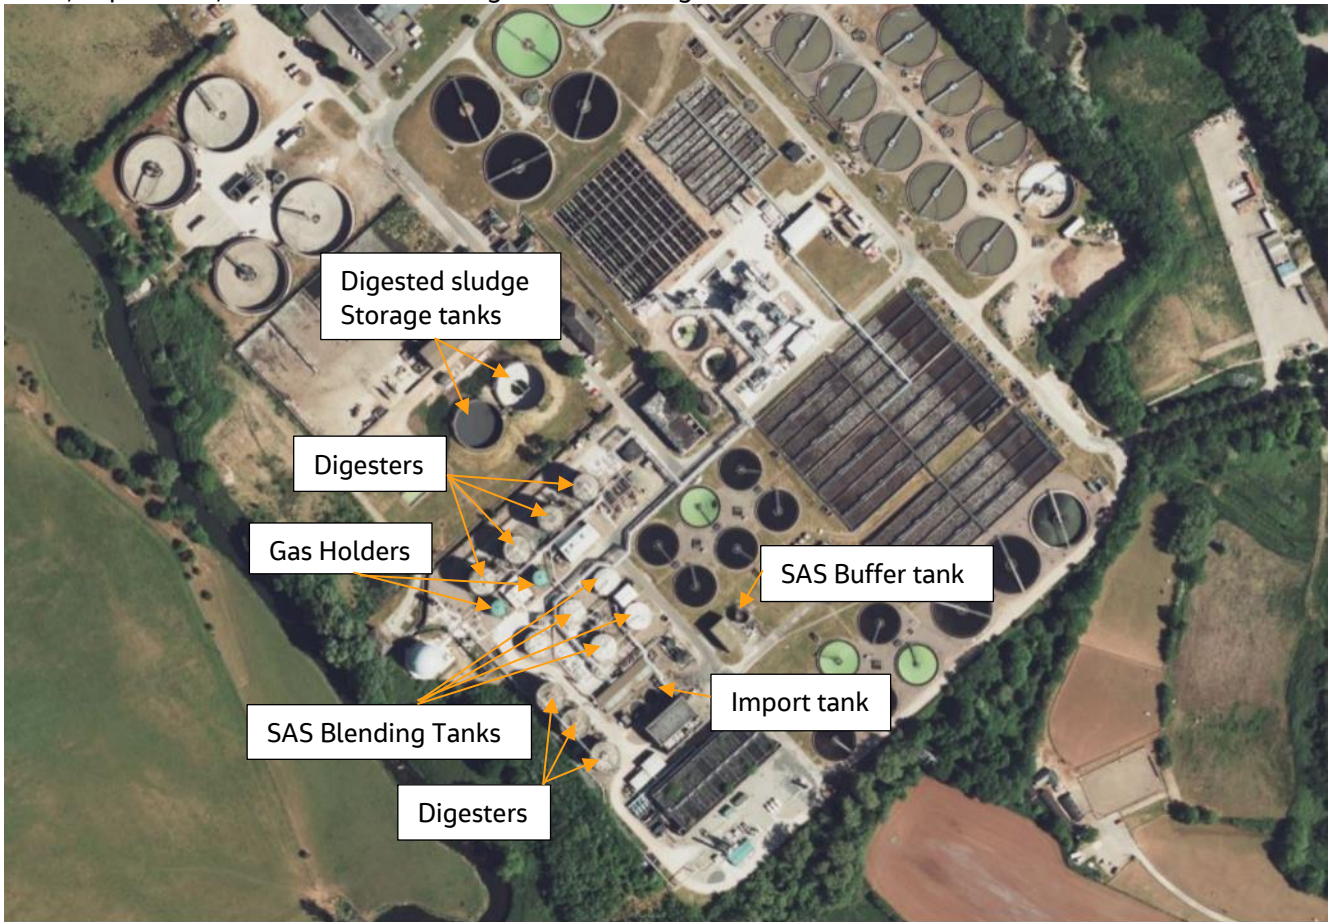 Digested sludge
Storage tanks
Digesters
Gas Holders
SAS Buffer tank
Import tank
SAS Blending Tanks
Digesters